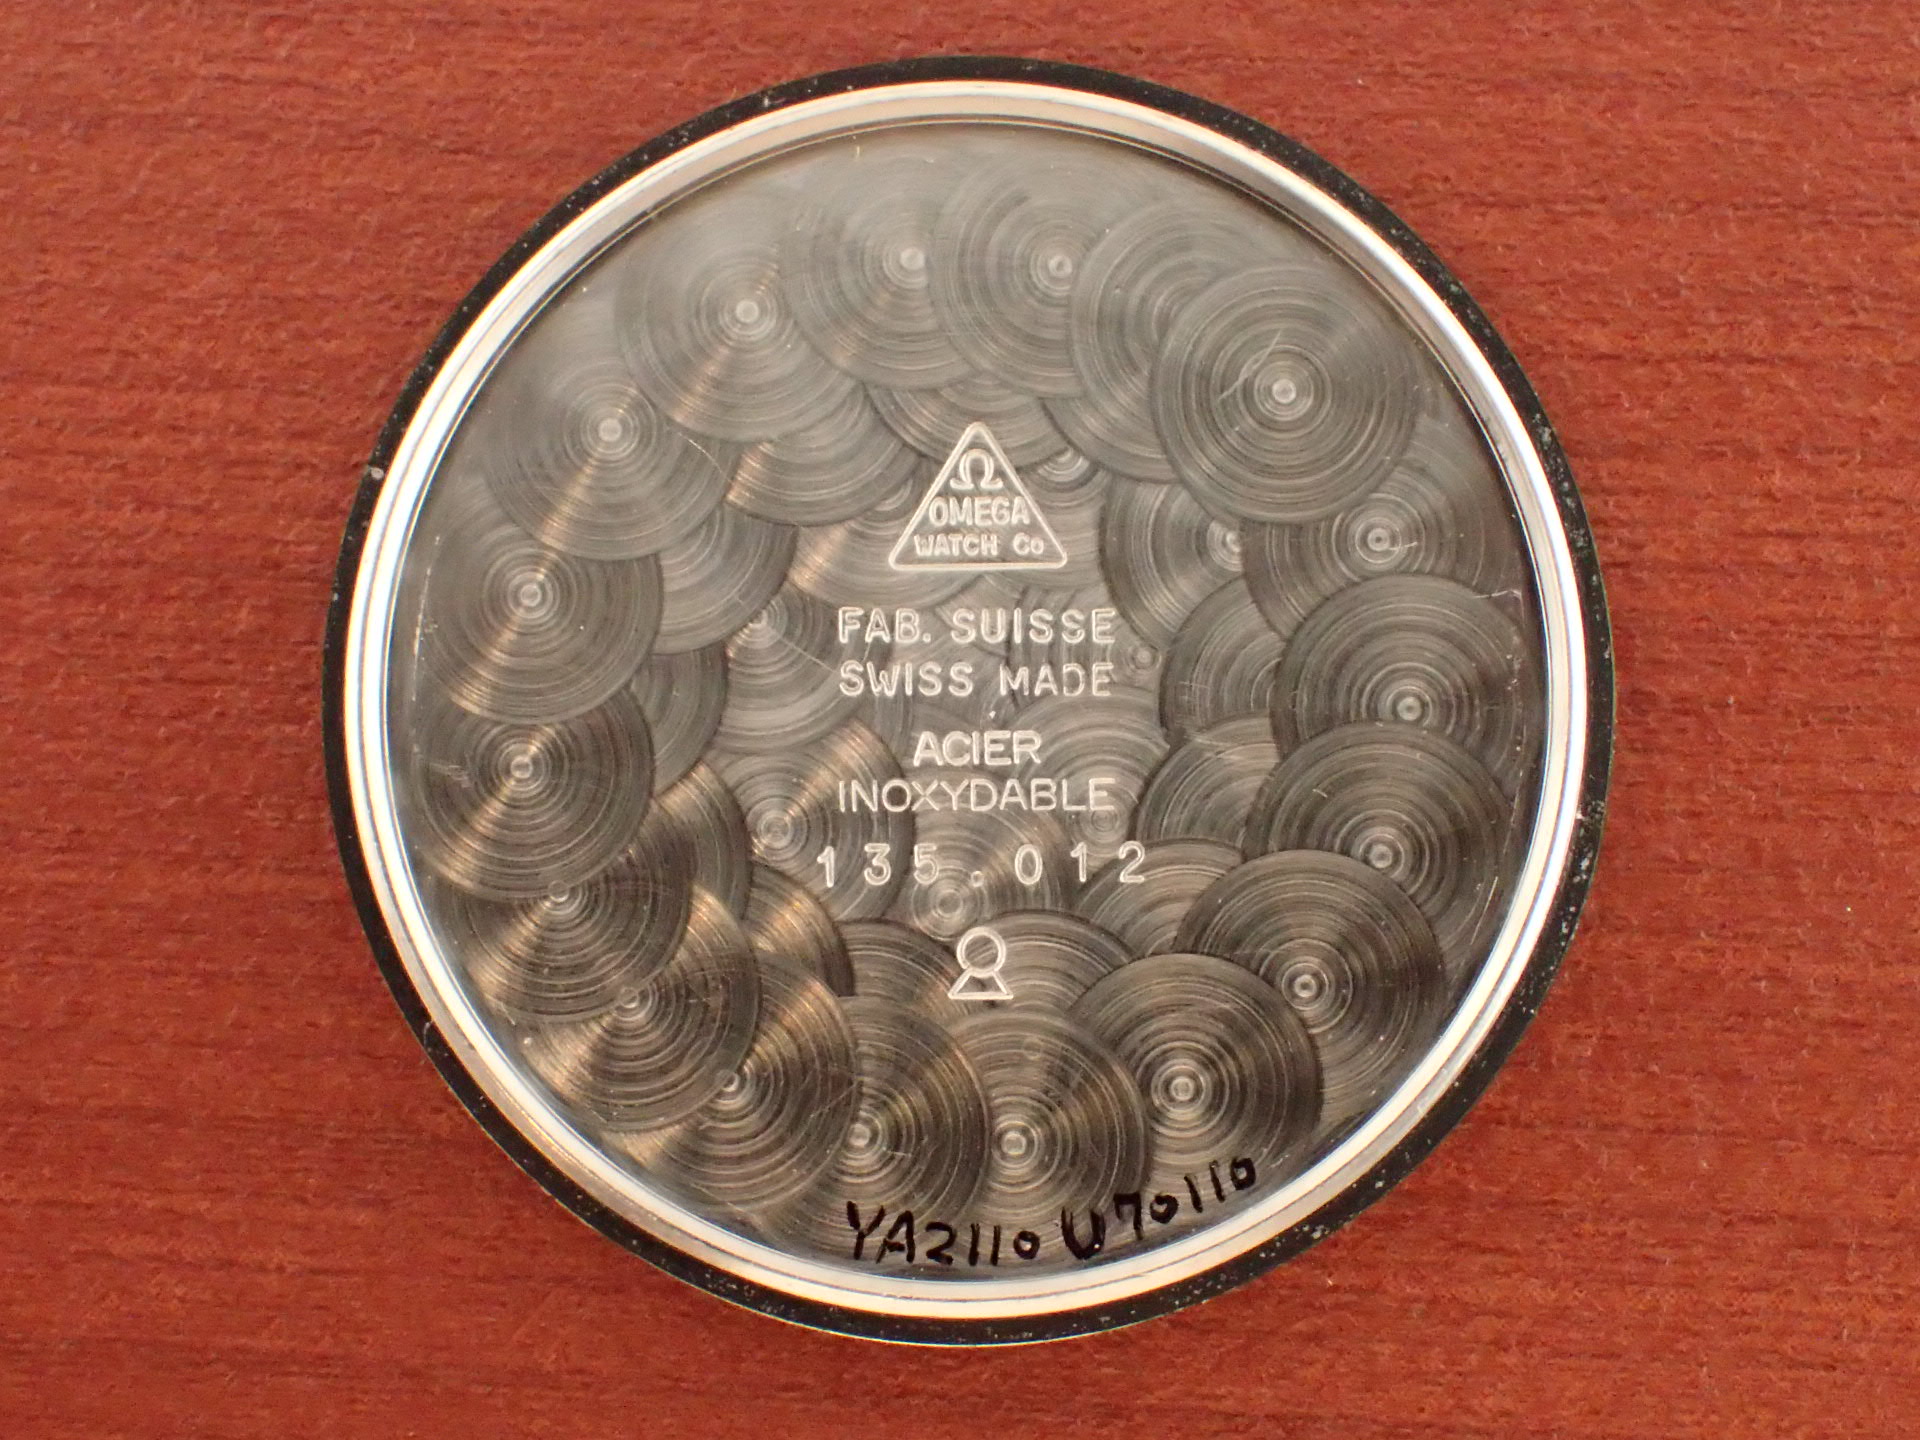 Ω
OMEGA
WATCH Co
FAB. SUISSE
SWISS MADE
ACIER
INOXYDABLE
135.012
YA2110 U70110